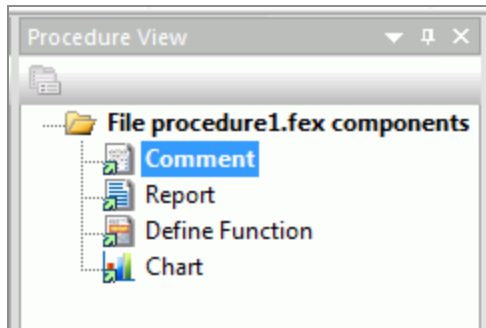 Procedure View
File procedure1.fex components
Comment
Report
Define Function
Chart